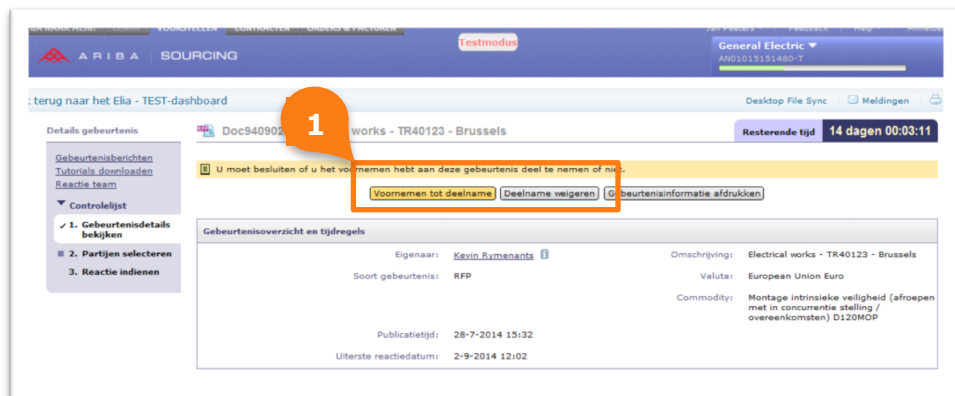 VOORSTELLEN CONTRACTEN ORDERS & FACTUREN
Feedback Help
ARIBA SOURCING
Testmodus
General Electric
AN01015151480-T
terug naar het Elia - TEST-dashboard
Desktop File Sync Meldingen
Details gebeurtenis
Doc940902 works - TR40123 - Brussels
1
Resterende tijd 14 dagen 00:03:11
Gebeurtenisberichten
Tutorials downloaden
Reactie team
U moet besluiten of u het voornemen hebt aan deze gebeurtenis deel te nemen of niet.
Voornemen tot deelname Deelname weigeren Gebeurtenisinformatie afdrukken
Controlelijst
✓ 1. Gebeurtenisdetails
bekijken
2. Partijen selecteren
3. Reactie indienen
Gebeurtenisoverzicht en tijdregels
Eigenaar: Kevin Rymenants
Omschrijving: Electrical works - TR40123 - Brussels
Soort gebeurtenis: RFP
Valuta: European Union Euro
Commodity: Montage intrinsieke veiligheid (afroepen
met in concurrentie stelling /
overeenkomsten) D120MOP
Publicatietijd: 28-7-2014 15:32
Uiterste reactiedatum: 2-9-2014 12:02